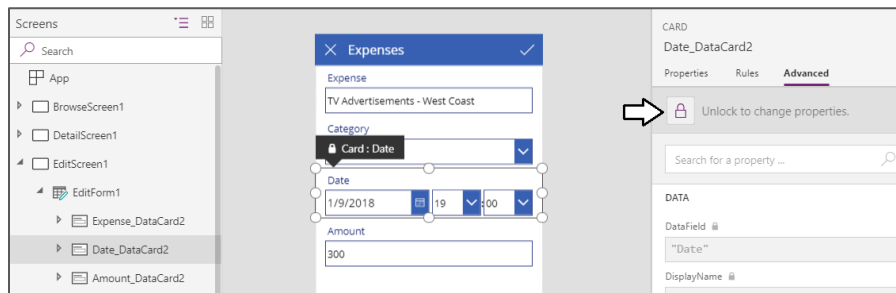 Screens
Search
App
BrowseScreen1
DetailScreen1
EditScreen1
EditForm1
Expense_DataCard2
Date_DataCard2
Amount_DataCard2
Expenses
Expense
TV Advertisements - West Coast
Category
Card : Date
Date
1/9/2018 19 : 00
Amount
300
CARD
Date_DataCard2
Properties Rules Advanced
Unlock to change properties.
Search for a property ...
DATA
DataField
"Date"
DisplayName